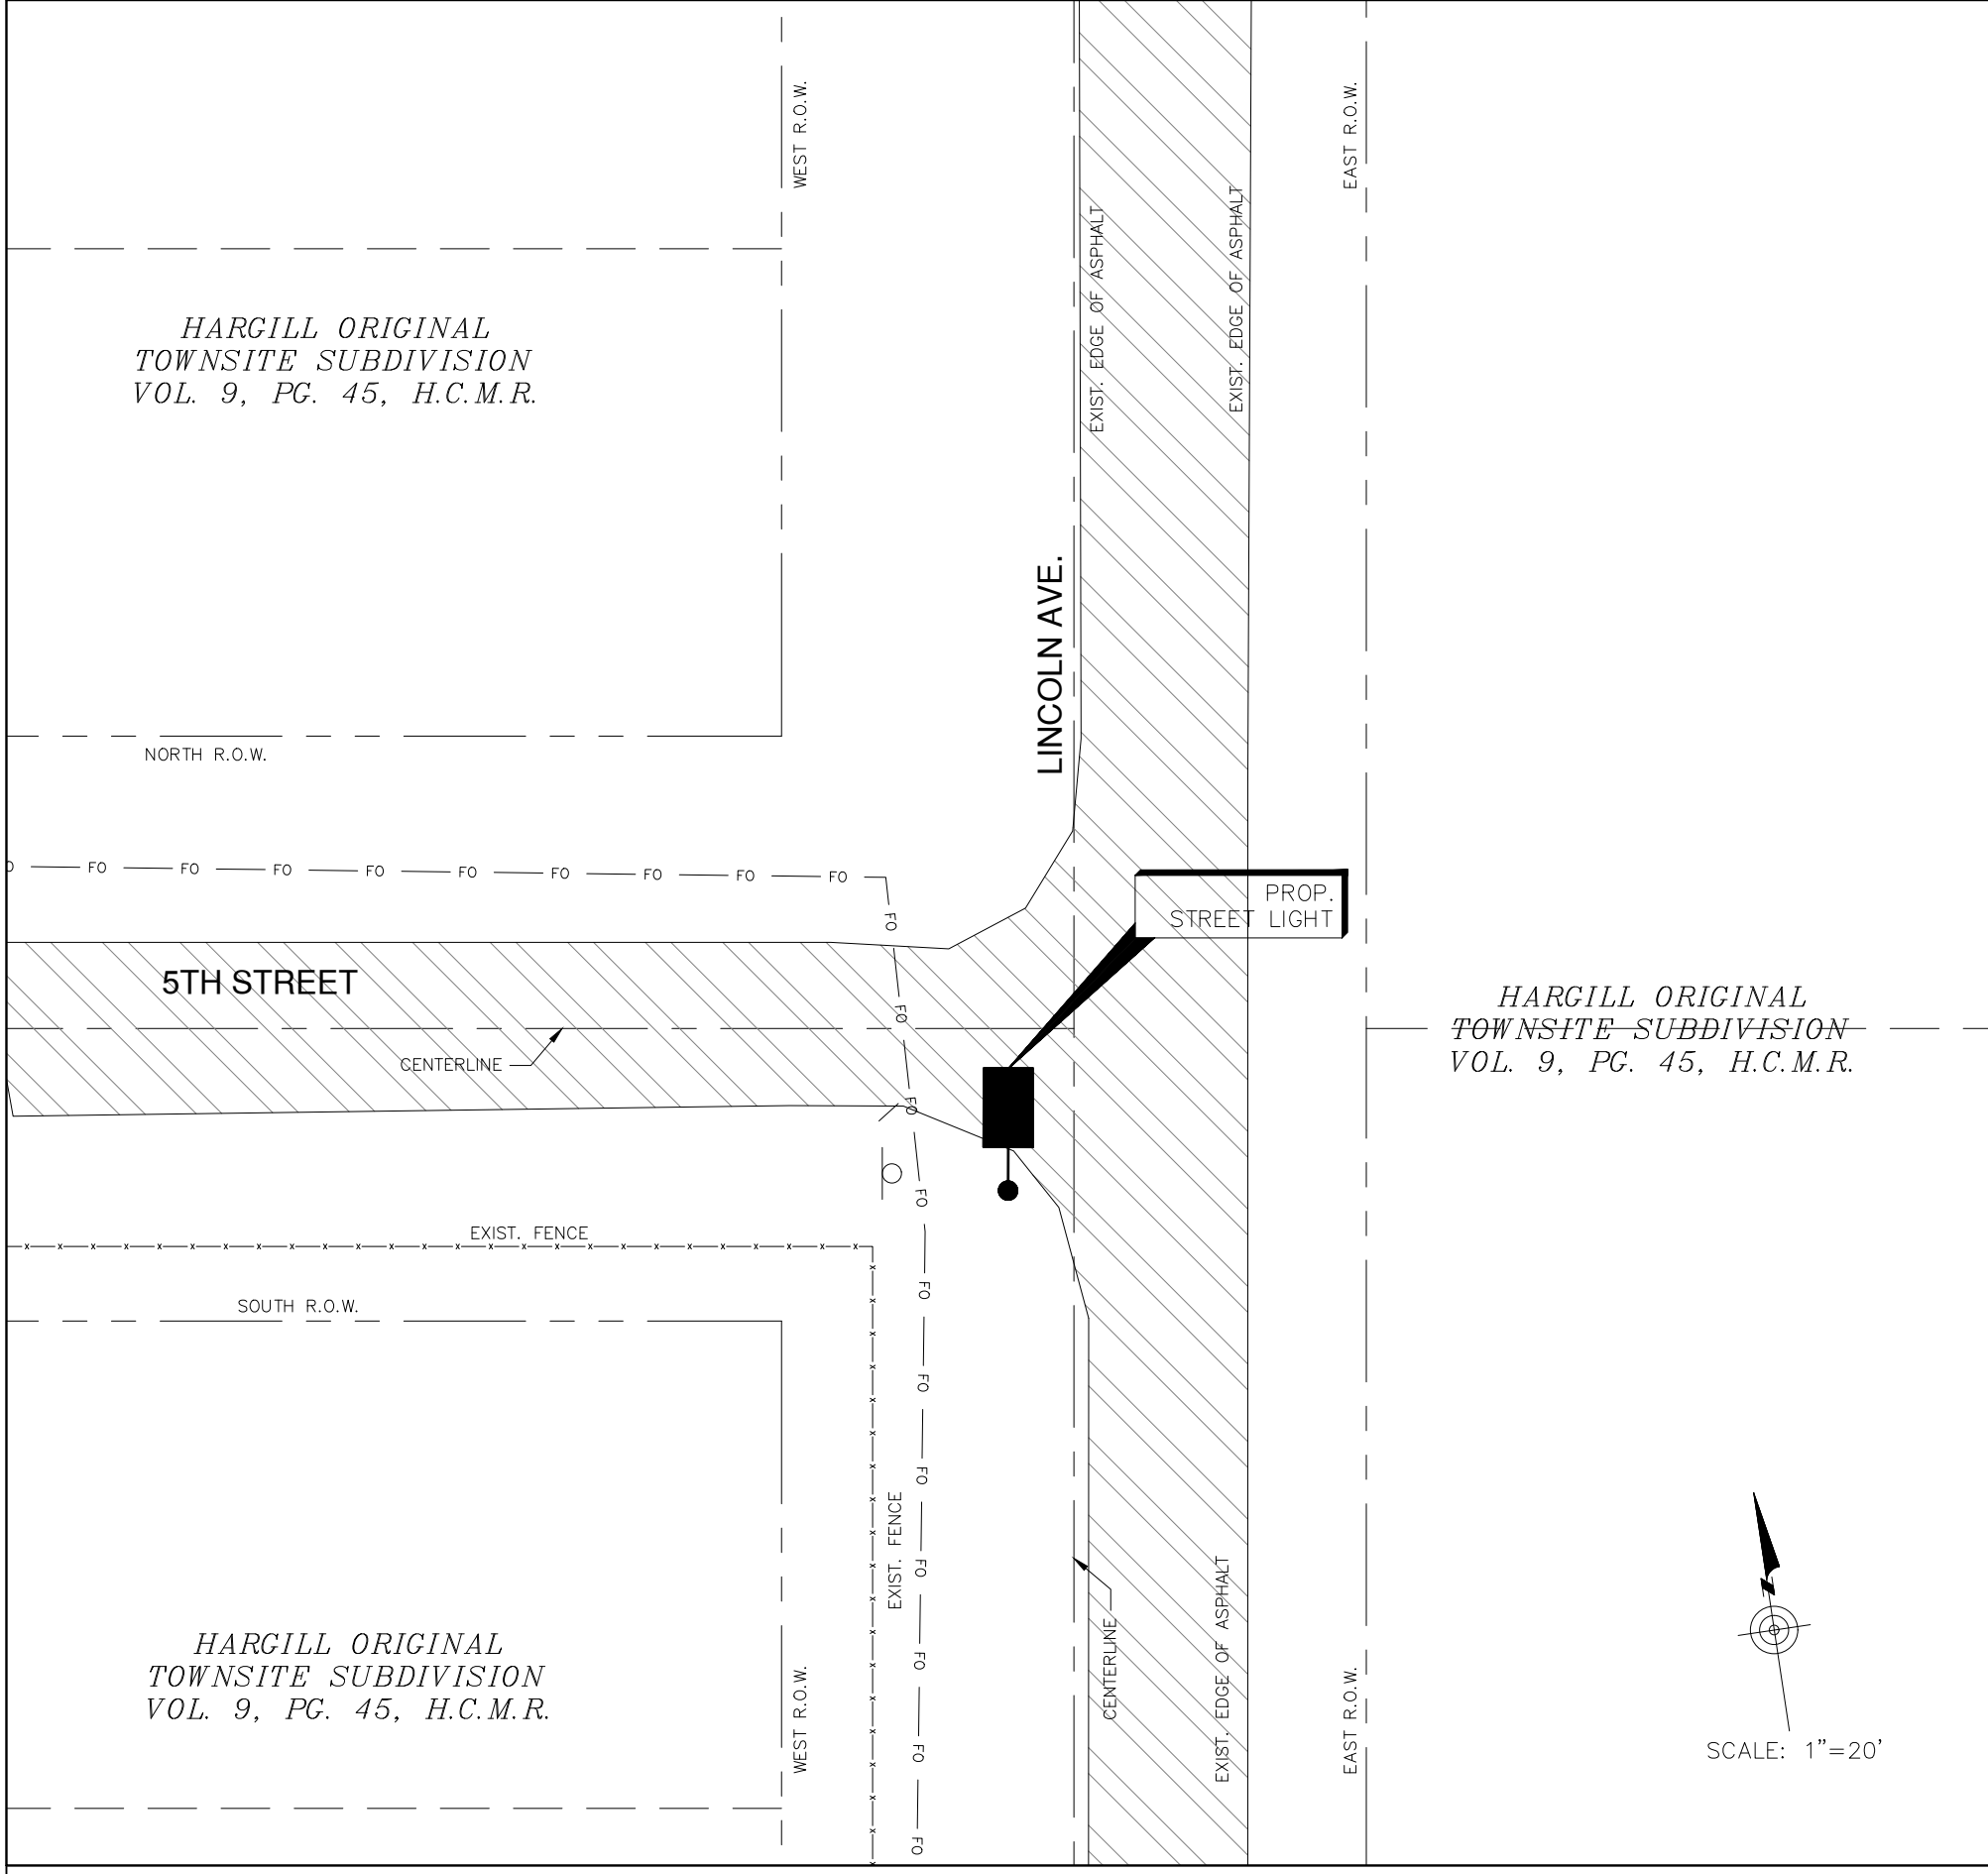 WEST R.O.W.
EAST R.O.W.
EXIST. EDGE OF ASPHALT
EXIST. EDGE OF ASPHALT
HARGILL ORIGINAL
TOWNSITE SUBDIVISION
VOL. 9, PG. 45, H.C.M.R.
LINCOLN AVE.
NORTH R.O.W.
FO
FO
FO
FO
FO
FO
FO
FO
FO
FO
PROP.
STREET LIGHT
5TH STREET
FO
CENTERLINE
HARGILL ORIGINAL
TOWNSITE SUBDIVISION
VOL. 9, PG. 45, H.C.M.R.
FO
FO
EXIST. FENCE
SOUTH R.O.W.
FO
FO
FO
EXIST. FENCE
FO
FO
FO
FO
HARGILL ORIGINAL
TOWNSITE SUBDIVISION
VOL. 9, PG. 45, H.C.M.R.
WEST R.O.W.
CENTERLINE
EXIST. EDGE OF ASPHALT
EAST R.O.W.
SCALE: 1"=20'